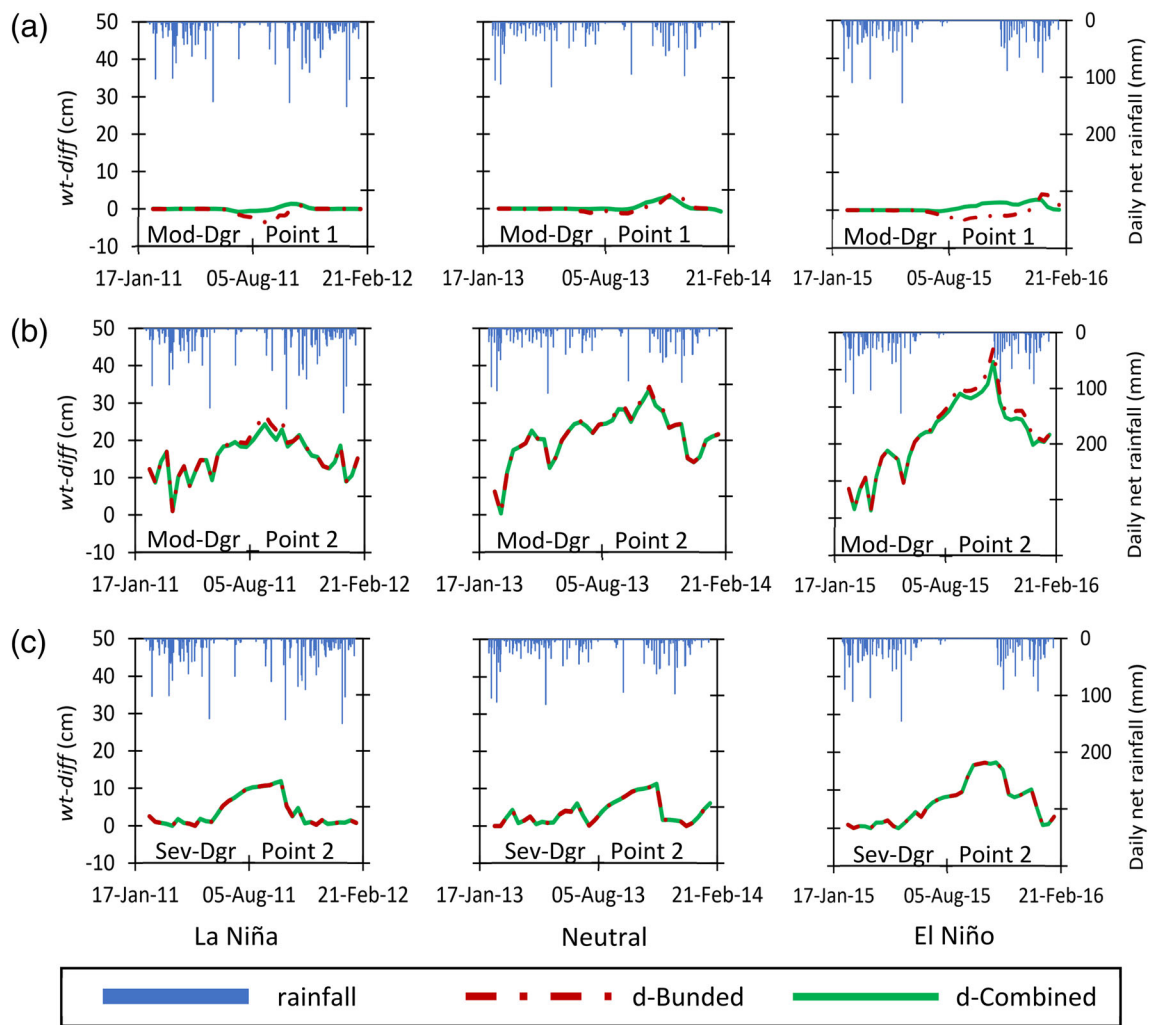 (a)
50
40
30
20
10
0
-10
wt-diff (cm)
Mod-Dgr Point 1
17-Jan-11 05-Aug-11 21-Feb-12
Mod-Dgr Point 1
17-Jan-13 05-Aug-13 21-Feb-14
Mod-Dgr Point 1
17-Jan-15 05-Aug-15 21-Feb-16
0
100
200
Daily net rainfall (mm)
(b)
50
40
30
20
10
0
-10
wt-diff (cm)
Mod-Dgr Point 2
17-Jan-11 05-Aug-11 21-Feb-12
Mod-Dgr Point 2
17-Jan-13 05-Aug-13 21-Feb-14
Mod-Dgr Point 2
17-Jan-15 05-Aug-15 21-Feb-16
0
100
200
Daily net rainfall (mm)
(c)
50
40
30
20
10
0
-10
wt-diff (cm)
Sev-Dgr Point 2
17-Jan-11 05-Aug-11 21-Feb-12
Sev-Dgr Point 2
17-Jan-13 05-Aug-13 21-Feb-14
Sev-Dgr Point 2
17-Jan-15 05-Aug-15 21-Feb-16
0
100
200
Daily net rainfall (mm)
La Niña Neutral El Niño
rainfall d-Bunded d-Combined